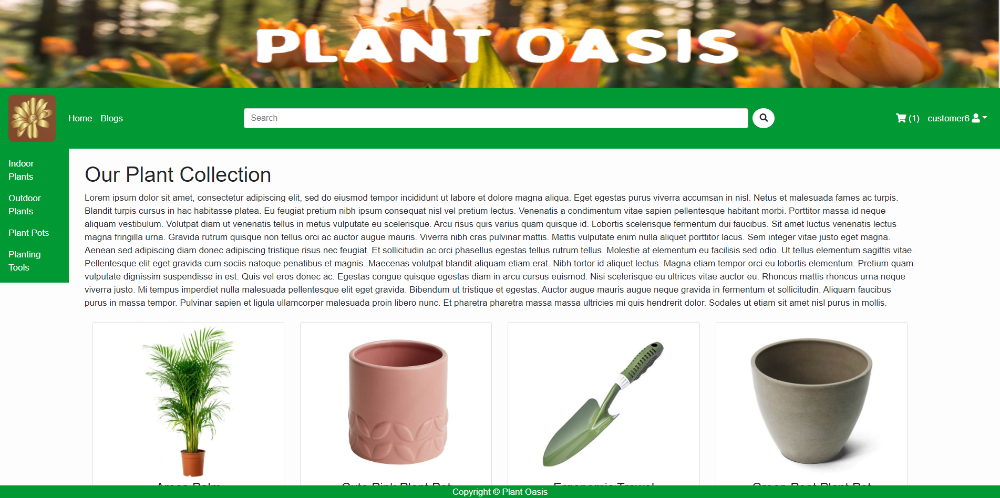 PLANT OASIS
Home Blogs Search (1) customer6
Indoor
Plants
Outdoor
Plants
Plant Pots
Planting
Tools
Our Plant Collection
Lorem ipsum dolor sit amet, consectetur adipiscing elit, sed do eiusmod tempor incididunt ut labore et dolore magna aliqua. Eget egestas purus viverra accumsan in nisl. Netus et malesuada fames ac turpis.
Blandit turpis cursus in hac habitasse platea. Eu feugiat pretium nibh ipsum consequat nisl vel pretium lectus. Venenatis a condimentum vitae sapien pellentesque habitant morbi. Porttitor massa id neque
aliquam vestibulum. Volutpat diam ut venenatis tellus in metus vulputate eu scelerisque. Arcu risus quis varius quam quisque id. Lobortis scelerisque fermentum dui faucibus. Sit amet luctus venenatis lectus
magna fringilla urna. Gravida rutrum quisque non tellus orci ac auctor augue mauris. Viverra nibh cras pulvinar mattis. Mattis vulputate enim nulla aliquet porttitor lacus. Sem integer vitae justo eget magna.
Aenean sed adipiscing diam donec adipiscing tristique risus nec feugiat. Et sollicitudin ac orci phasellus egestas tellus rutrum tellus. Molestie at elementum eu facilisis sed odio. Ut tellus elementum sagittis vitae.
Pellentesque elit eget gravida cum sociis natoque penatibus et magnis. Maecenas volutpat blandit aliquam etiam erat. Nibh tortor id aliquet lectus. Magna etiam tempor orci eu lobortis elementum. Pretium quam
vulputate dignissim suspendisse in est. Quis vel eros donec ac. Egestas congue quisque egestas diam in arcu cursus euismod. Nisi scelerisque eu ultrices vitae auctor eu. Rhoncus mattis rhoncus urna neque
viverra justo. Mi tempus imperdiet nulla malesuada pellentesque elit eget gravida. Bibendum ut tristique et egestas. Auctor augue mauris augue neque gravida in fermentum et sollicitudin. Aliquam faucibus
purus in massa tempor. Pulvinar sapien et ligula ullamcorper malesuada proin libero nunc. Et pharetra pharetra massa massa ultricies mi quis hendrerit dolor. Sodales ut etiam sit amet nisl purus in mollis.
Areca Palm Cute Pink Plant Pot Ergonomic Trowel Plant Pot
Copyright © Plant Oasis